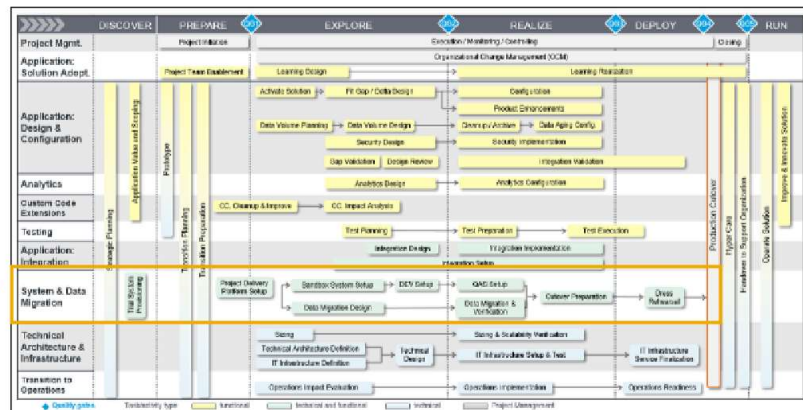 DISCOVER
PREPARE
EXPLORE
REALIZE
DEPLOY
RUN
Project Mgmt.
Project Initiation
Execution / Monitoring / Controlling
Closing
Application:
Solution Adopt.
Organizational Change Management (OCM)
Project Team Enablement
Learning Design
Learning Realization
Application:
Design &
Configuration
Activate Solution
Fit Gap / Delta Design
Configuration
Product Enhancements
Data Volume Planning
Data Volume Design
Cleanup / Archive
Data Aging Config.
Security Design
Security Implementation
Gap Validation
Design Review
Integration Validation
Analytics
Analytics Design
Analytics Configuration
Custom Code
Extensions
CC. Cleanup & Improve
CC. Impact Analysis
Testing
Test Planning
Test Preparation
Test Execution
Application:
Integration
Integration Design
Integration Implementation
Integration Setup
System & Data
Migration
Trial System
Provisioning
Project Delivery
Platform Setup
Sandbox System Setup
DEV Setup
QAS Setup
Data Migration Design
Data Migration &
Verification
Cutover Preparation
Dress
Rehearsal
Technical
Architecture &
Infrastructure
Sizing
Sizing & Scalability Verification
Technical Architecture Definition
IT Infrastructure Definition
Technical
Design
IT Infrastructure Setup & Test
IT Infrastructure
Service Finalization
Transition to
Operations
Operations Impact Evaluation
Operations Implementation
Operations Readiness
Strategic Planning
Application Value and Scoping
Prototype
Transition Planning
Transition Preparation
Production Cutover
Hyper Care
Handover to Support Organization
Operate Solution
Improve & Innovate Solution
Quality gates
functional
technical and functional
technical
Project Management